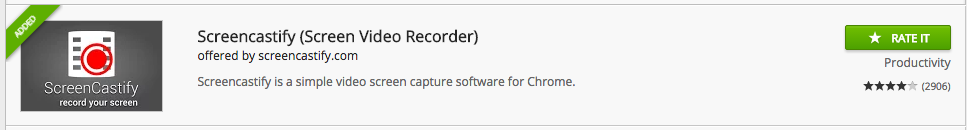 ADDED
ScreenCastify
record your screen
Screencastify (Screen Video Recorder)
offered by screencastify.com
Screencastify is a simple video screen capture software for Chrome.
★ RATE IT
Productivity
★★★★★ (2906)